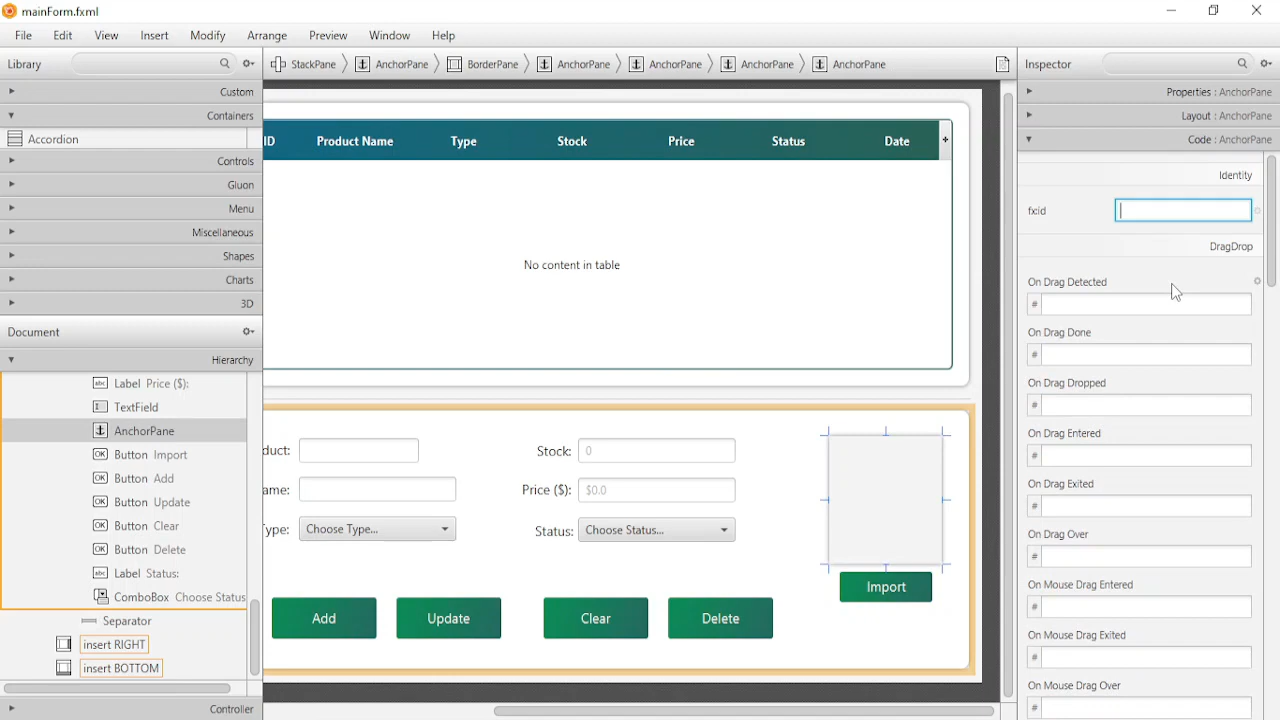 mainForm.fxml
File Edit View Insert Modify Arrange Preview Window Help
Library
StackPane AnchorPane BorderPane AnchorPane AnchorPane AnchorPane AnchorPane
Inspector
Custom
Containers
Accordion
Controls
Gluon
Menu
Miscellaneous
Shapes
Charts
3D
Document
Hierarchy
Label Price ($):
TextField
AnchorPane
Button Import
Button Add
Button Update
Button Clear
Button Delete
Label Status:
ComboBox Choose Status
Separator
insert RIGHT
insert BOTTOM
Controller
ID Product Name Type Stock Price Status Date +
No content in table
duct:
Stock: 0
ame:
Price ($): $0.0
Type: Choose Type...
Status: Choose Status...
Import
Add Update Clear Delete
Properties : AnchorPane
Layout : AnchorPane
Code : AnchorPane
Identity
fx:id
DragDrop
On Drag Detected
#
On Drag Done
#
On Drag Dropped
#
On Drag Entered
#
On Drag Exited
#
On Drag Over
#
On Mouse Drag Entered
#
On Mouse Drag Exited
#
On Mouse Drag Over
#